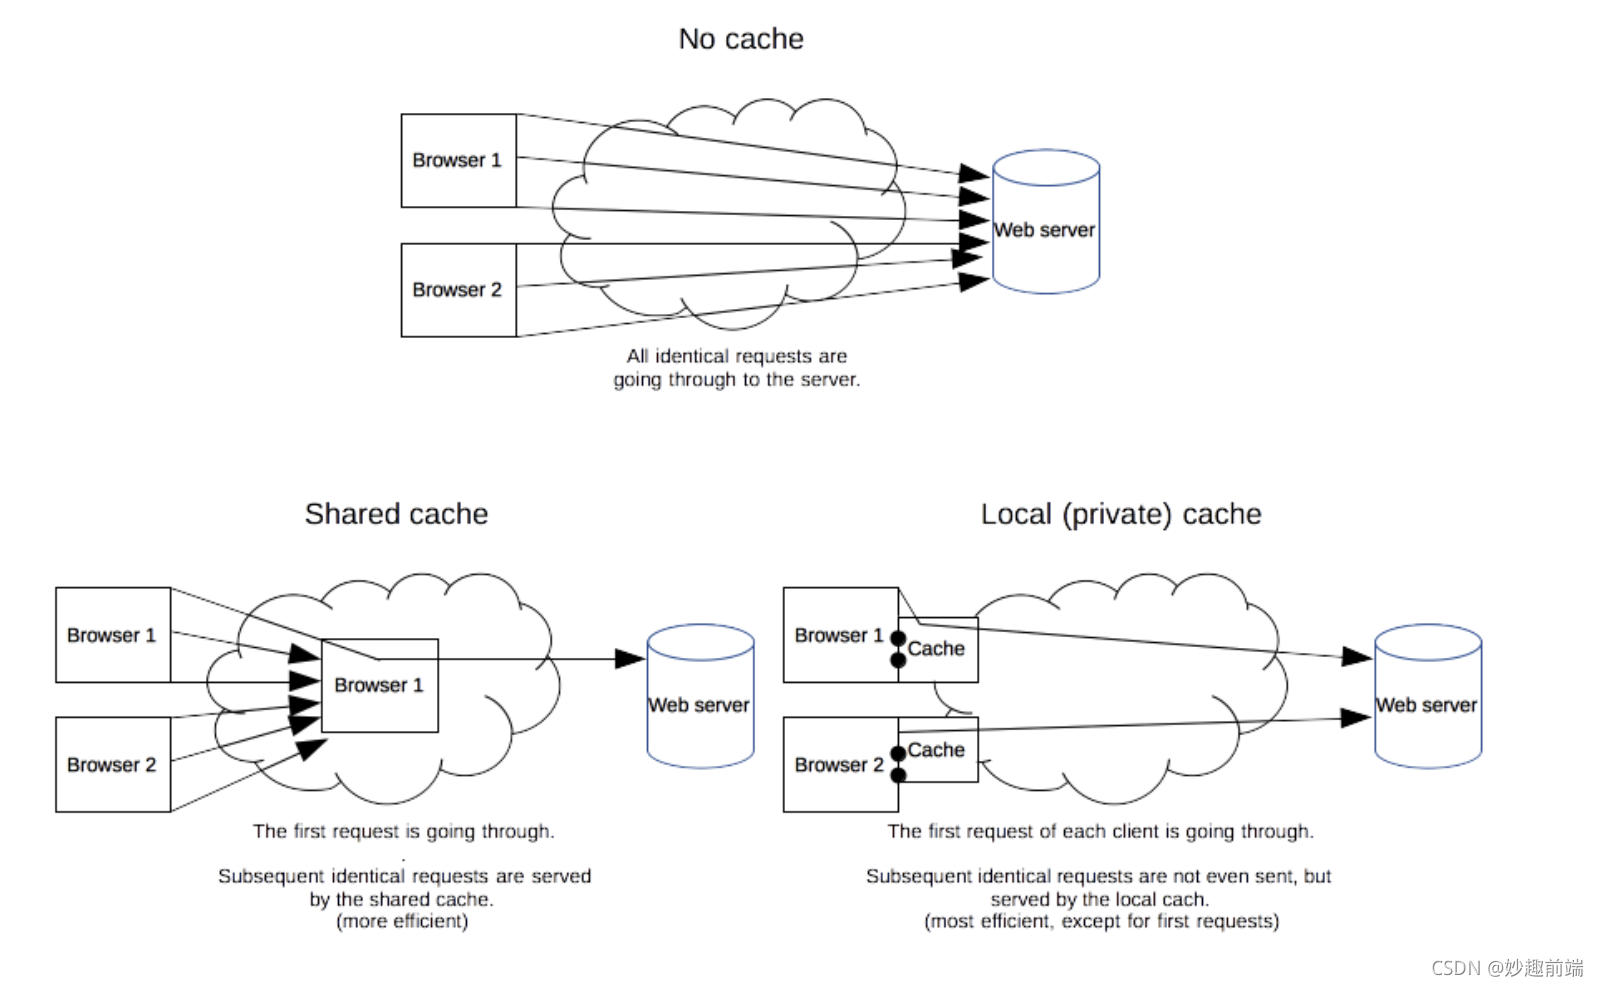 No cache
Browser 1
Browser 2
Web server
All identical requests are
going through to the server.
Shared cache
Browser 1
Browser 2
Browser 1
Web server
The first request is going through.
.
Subsequent identical requests are served
by the shared cache.
(more efficient)
Local (private) cache
Browser 1
Cache
Browser 2
Cache
Web server
The first request of each client is going through.
Subsequent identical requests are not even sent, but
served by the local cach.
(most efficient, except for first requests)
CSDN @妙趣前端